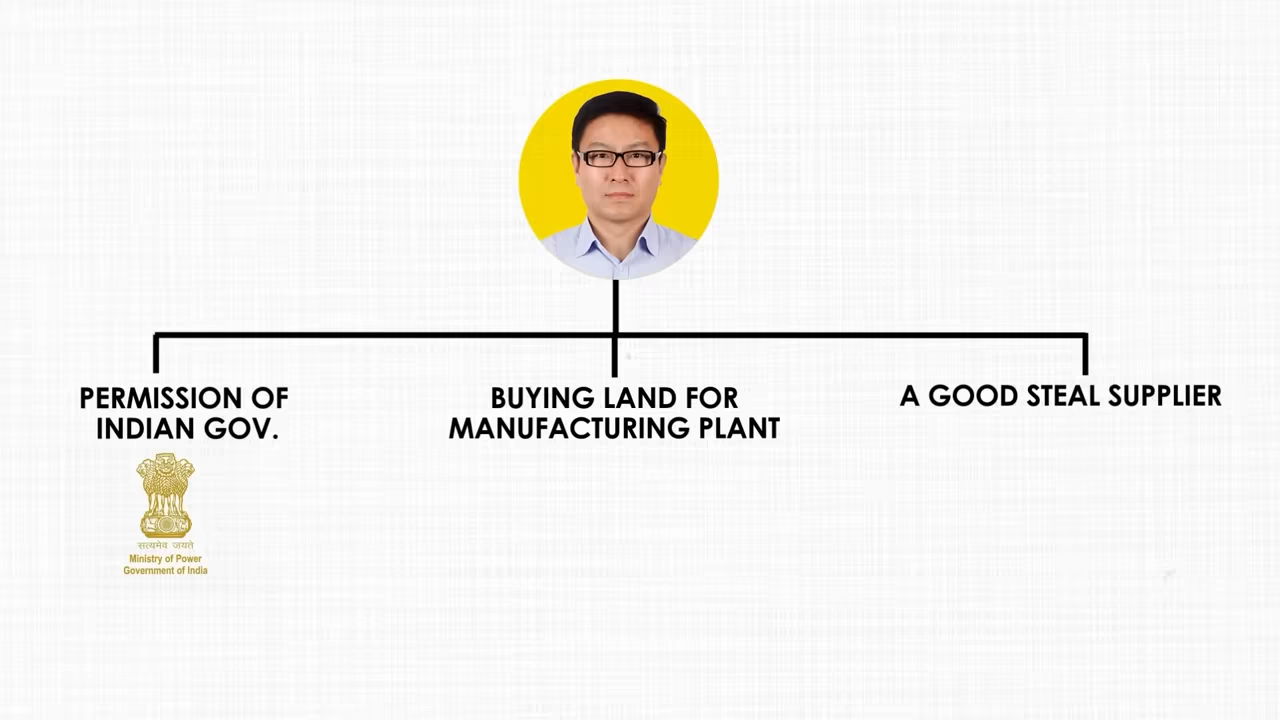 PERMISSION OF
INDIAN GOV.
सत्यमेव जयते
Ministry of Power
Government of India
BUYING LAND FOR
MANUFACTURING PLANT
A GOOD STEAL SUPPLIER